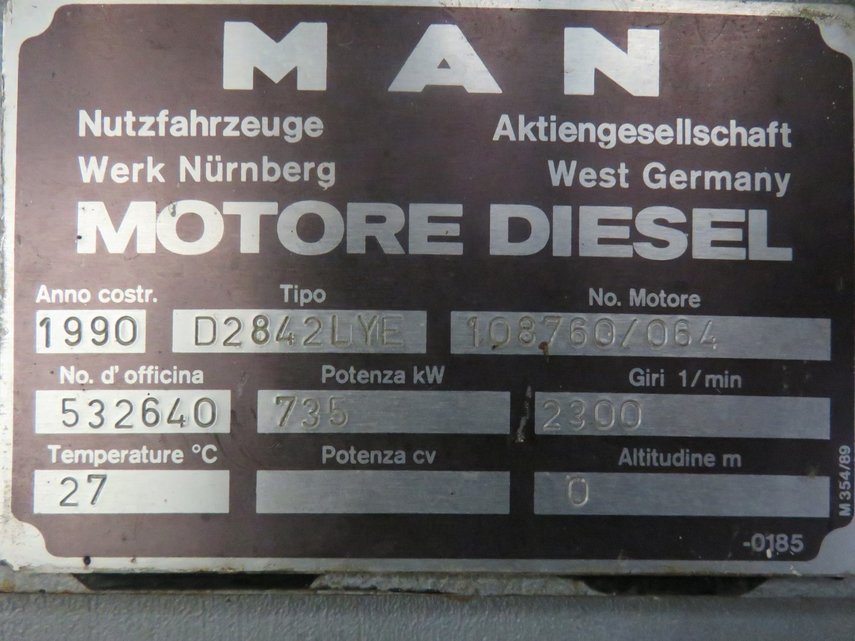 MAN
Nutzfahrzeuge Aktiengesellschaft
Werk Nürnberg West Germany
MOTORE DIESEL
Anno costr. Tipo No. Motore
1990 D2842LYE 108760/064
No. d' officina Potenza kW Giri 1/min
532640 735 2300
Temperature °C Potenza cv Altitudine m
27 0
M 354/89
-0185